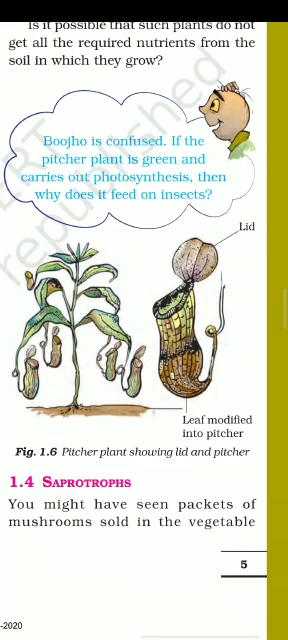 Is it possible that such plants do not
get all the required nutrients from the
soil in which they grow?
Boojho is confused. If the
pitcher plant is green and
carries out photosynthesis, then
why does it feed on insects?
Lid
Leaf modified
into pitcher
Fig. 1.6 Pitcher plant showing lid and pitcher
1.4 SAPROTROPHS
You might have seen packets of
mushrooms sold in the vegetable
5
-2020
republished